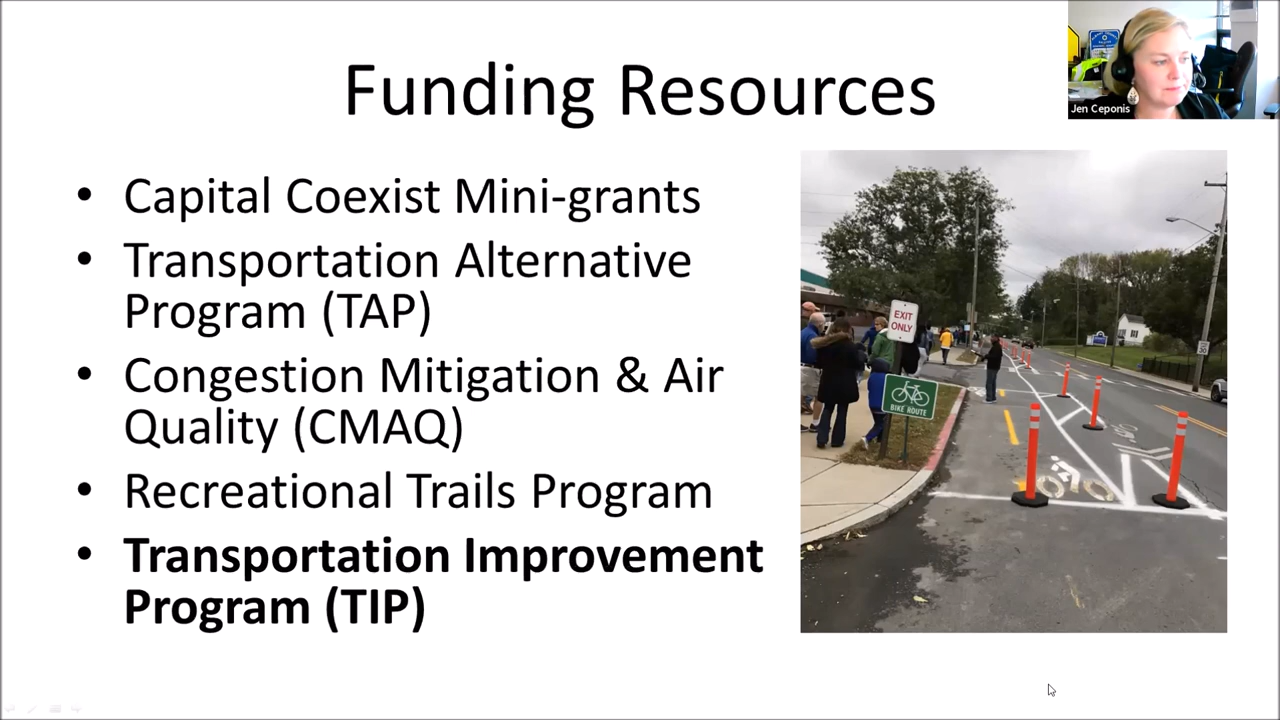 Funding Resources
Jen Ceponis
• Capital Coexist Mini-grants
• Transportation Alternative
Program (TAP)
• Congestion Mitigation & Air
Quality (CMAQ)
• Recreational Trails Program
• Transportation Improvement
Program (TIP)
EXIT
ONLY
BIKE ROUTE